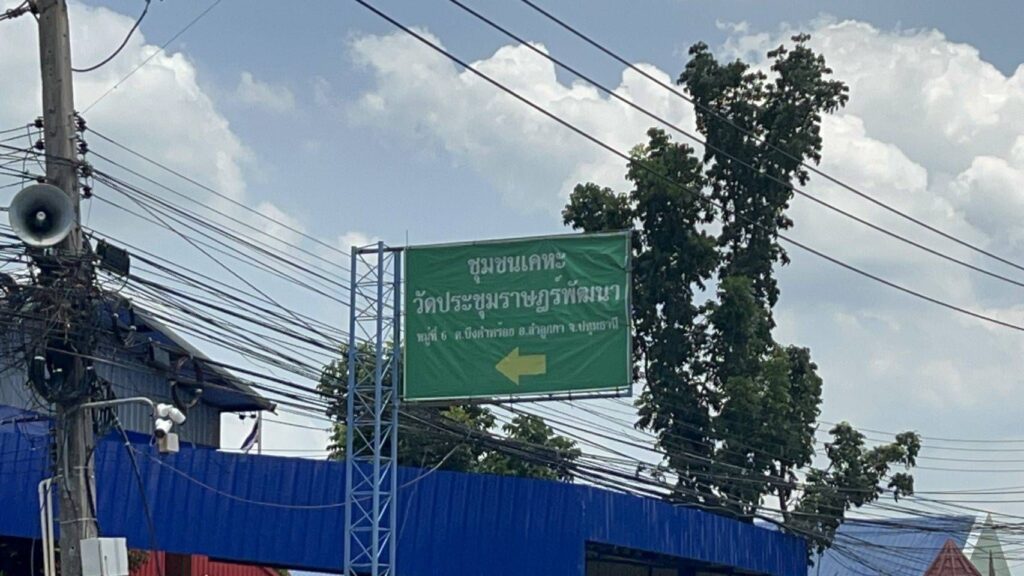 ชุมชนเคหะ
วัดประชุมราษฎร์พัฒนา
หมู่ที่ 6 ต.บึงคำพร้อย อ.ลำลูกกา จ.ปทุมธานี